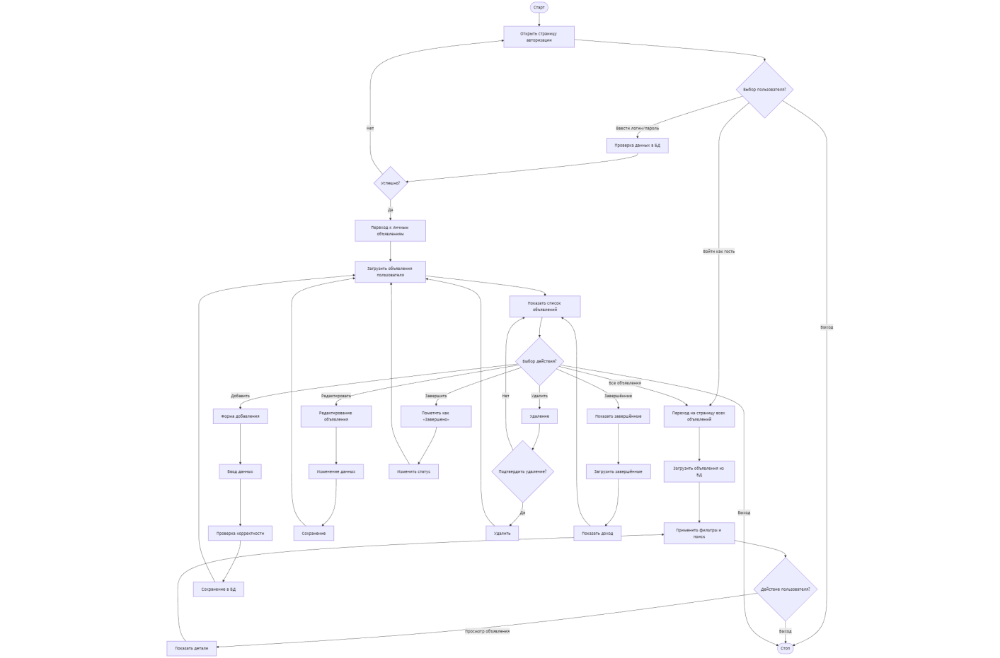 Старт
Открыть страницу
авторизации
Выбор пользователя?
Нет
Ввести логин/пароль
Проверка данных в БД
Успешно?
Да
Переход к личным
объявлениям
Войти как гость
Загрузить объявления
пользователя
Показать список
объявлений
Выход
Выбор действия?
Все объявления
Добавить
Редактировать
Завершить
Нет
Удалить
Завершённые
Форма добавления
Редактирование
объявления
Пометить как
«Завершено»
Удаление
Показать завершённые
Переход на страницу всех
объявлений
Ввод данных
Изменение данных
Изменить статус
Подтвердить удаление?
Загрузить завершённые
Загрузить объявления из
БД
Да
Выход
Проверка корректности
Сохранение
Удалить
Показать доход
Применить фильтры и
поиск
Сохранение в БД
Действие пользователя?
Просмотр объявления
Выход
Показать детали
Стоп